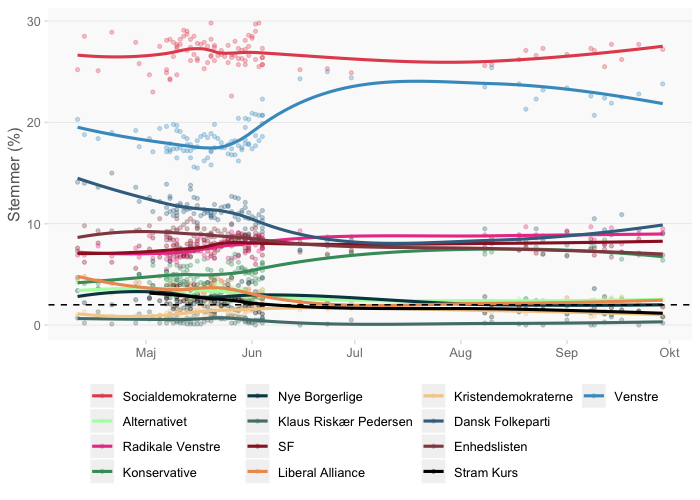 30
20
10
0
Stemmer (%)
Maj Jun Jul Aug Sep Okt
Socialdemokraterne Nye Borgerlige Kristendemokraterne Venstre
Alternativet Klaus Riskær Pedersen Dansk Folkeparti
Radikale Venstre SF Enhedslisten
Konservative Liberal Alliance Stram Kurs